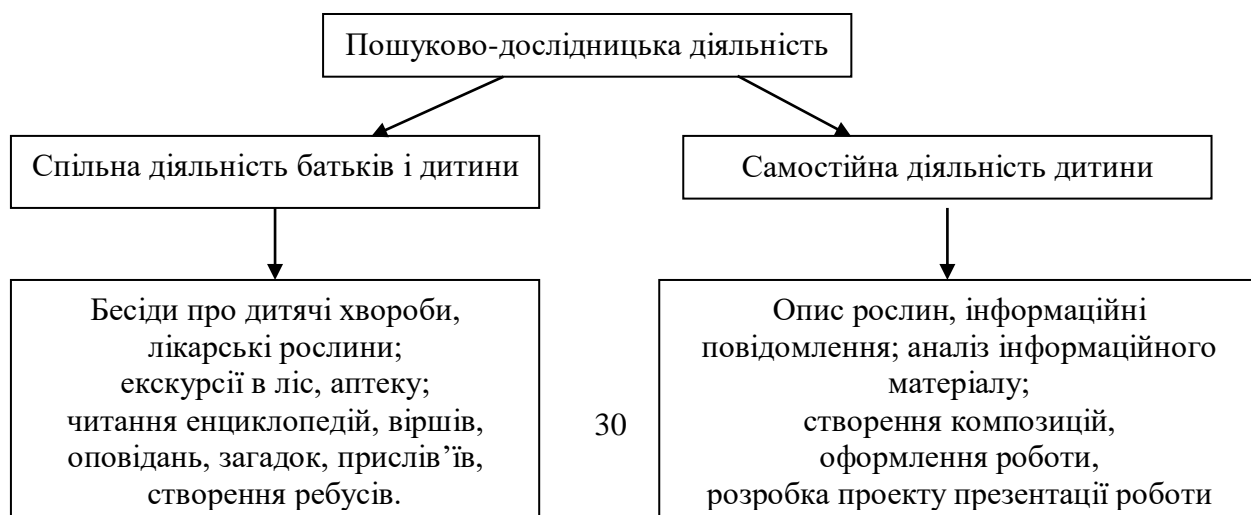 Пошуково-дослідницька діяльність
Спільна діяльність батьків і дитини
Самостійна діяльність дитини
Бесіди про дитячі хвороби,
лікарські рослини;
екскурсії в ліс, аптеку;
читання енциклопедій, віршів,
оповідань, загадок, прислів’їв,
створення ребусів.
30
Опис рослин, інформаційні
повідомлення; аналіз інформаційного
матеріалу;
створення композицій,
оформлення роботи,
розробка проекту презентації роботи